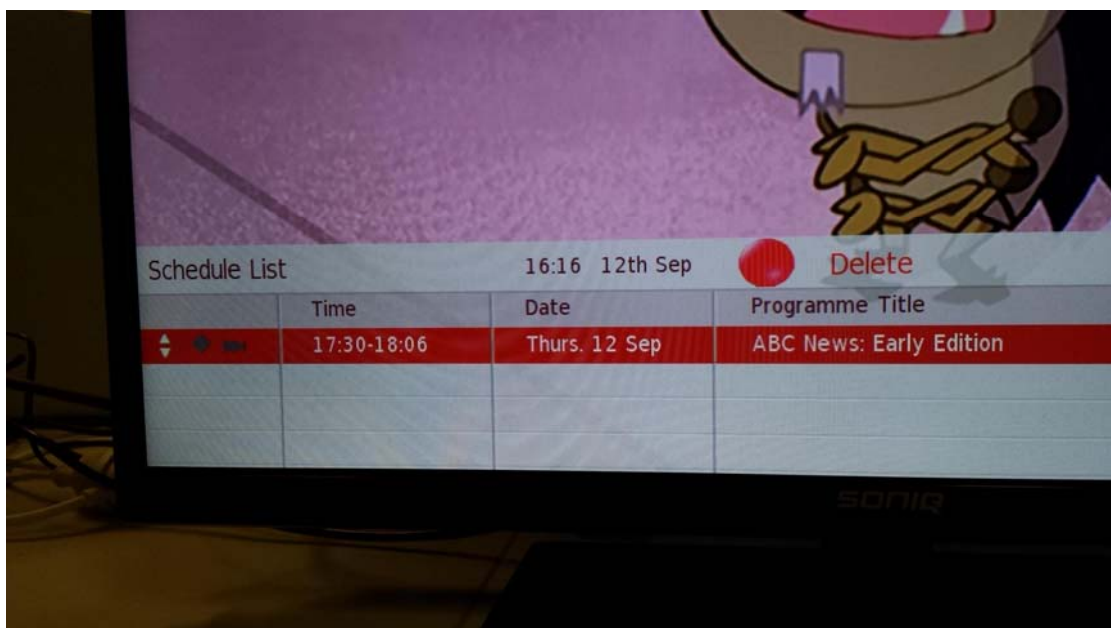 Schedule List 16:16 12th Sep Delete
Time Date Programme Title
17:30-18:06 Thurs. 12 Sep ABC News: Early Edition
SONIQ